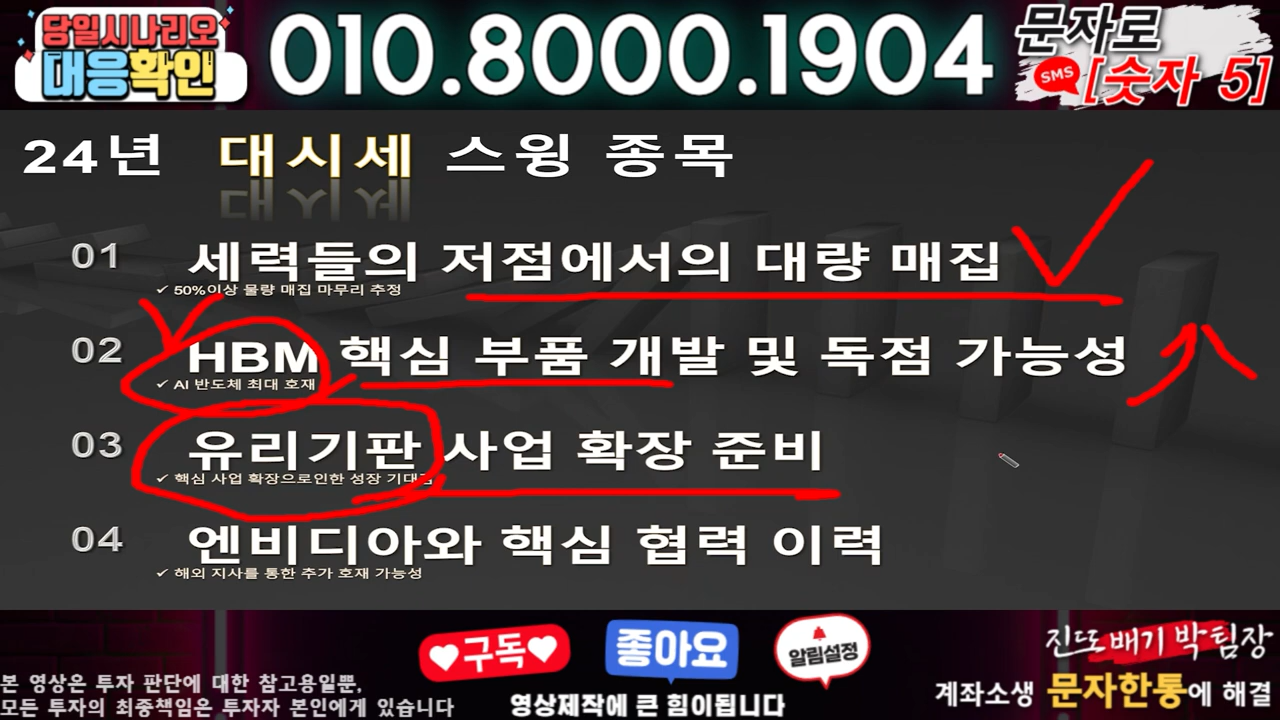 당일시나리오
대응확인
010.8000.1904
문자로
SMS
[숫자 5]
24년 대시세 스윙 종목
01 세력들의 저점에서의 대량 매집
✓ 50%이상 물량 매집 마무리 추정
02 HBM 핵심 부품 개발 및 독점 가능성
✓ AI 반도체 최대 호재
03 유리기판 사업 확장 준비
✓ 핵심 사업 확장으로인한 성장 기대감
04 엔비디아와 핵심 협력 이력
✓ 해외 지사를 통한 추가 호재 가능성
구독
좋아요
알림설정
영상제작에 큰 힘이됩니다
본 영상은 투자 판단에 대한 참고용일뿐,
모든 투자의 최종책임은 투자자 본인에게 있습니다
진또배기 박팀장
계좌소생 문자한통에 해결